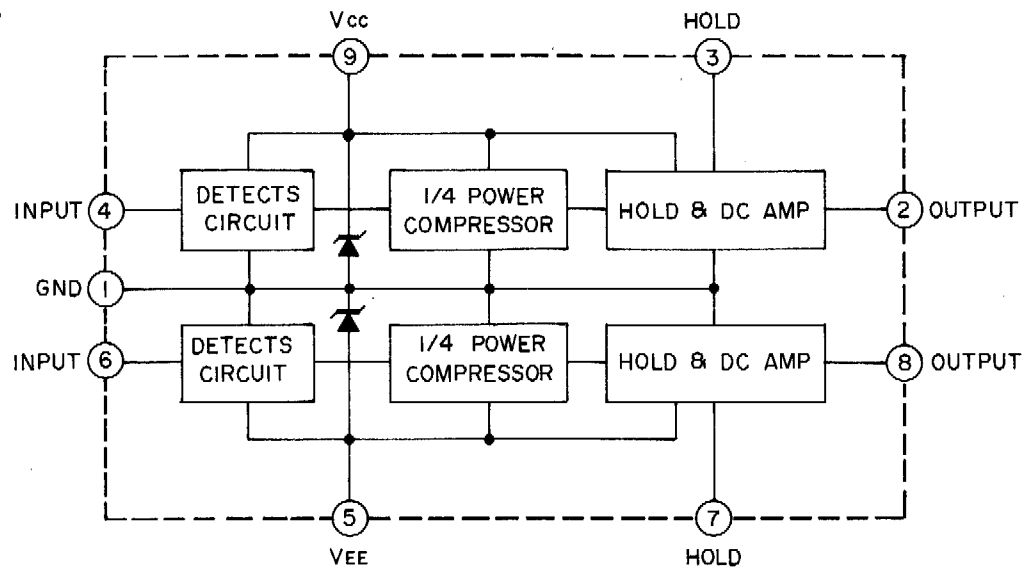 Vcc
HOLD
9
3
INPUT 4
DETECTS
CIRCUIT
1/4 POWER
COMPRESSOR
HOLD & DC AMP
2 OUTPUT
GND 1
INPUT 6
DETECTS
CIRCUIT
1/4 POWER
COMPRESSOR
HOLD & DC AMP
8 OUTPUT
5
7
VEE
HOLD